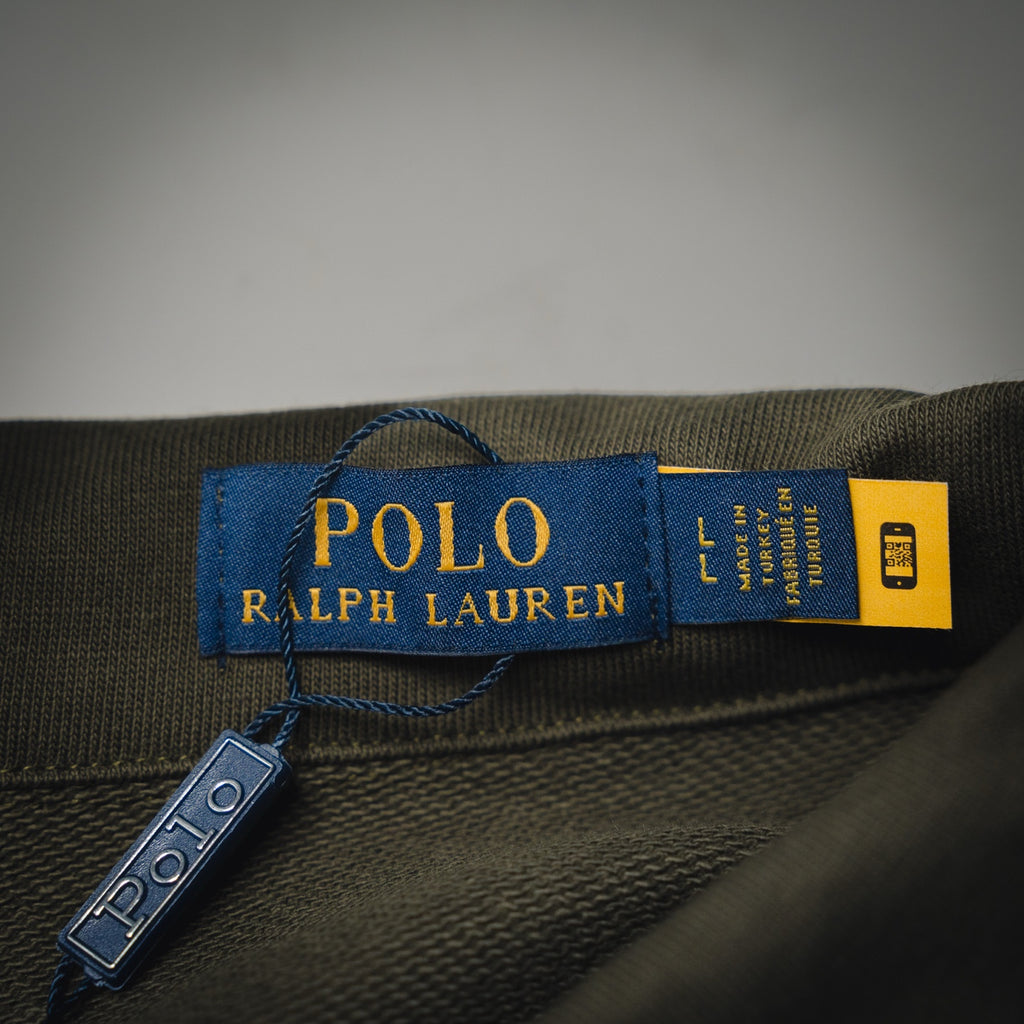 POLO
RALPH LAUREN
L
L
MADE IN
TURKEY
FABRIQUÉ EN
TURQUIE
Polo